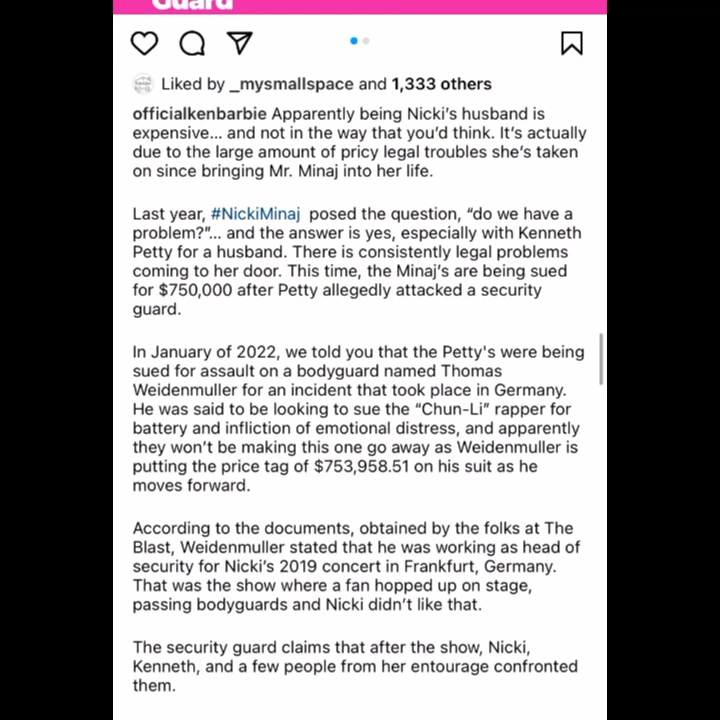 Guard
Liked by _mysmallspace and 1,333 others
officialkenbarbie Apparently being Nicki's husband is
expensive... and not in the way that you'd think. It's actually
due to the large amount of pricy legal troubles she's taken
on since bringing Mr. Minaj into her life.
Last year, #NickiMinaj posed the question, “do we have a
problem?”... and the answer is yes, especially with Kenneth
Petty for a husband. There is consistently legal problems
coming to her door. This time, the Minaj's are being sued
for $750,000 after Petty allegedly attacked a security
guard.
In January of 2022, we told you that the Petty's were being
sued for assault on a bodyguard named Thomas
Weidenmuller for an incident that took place in Germany.
He was said to be looking to sue the “Chun-Li” rapper for
battery and infliction of emotional distress, and apparently
they won't be making this one go away as Weidenmuller is
putting the price tag of $753,958.51 on his suit as he
moves forward.
According to the documents, obtained by the folks at The
Blast, Weidenmuller stated that he was working as head of
security for Nicki's 2019 concert in Frankfurt, Germany.
That was the show where a fan hopped up on stage,
passing bodyguards and Nicki didn't like that.
The security guard claims that after the show, Nicki,
Kenneth, and a few people from her entourage confronted
them.